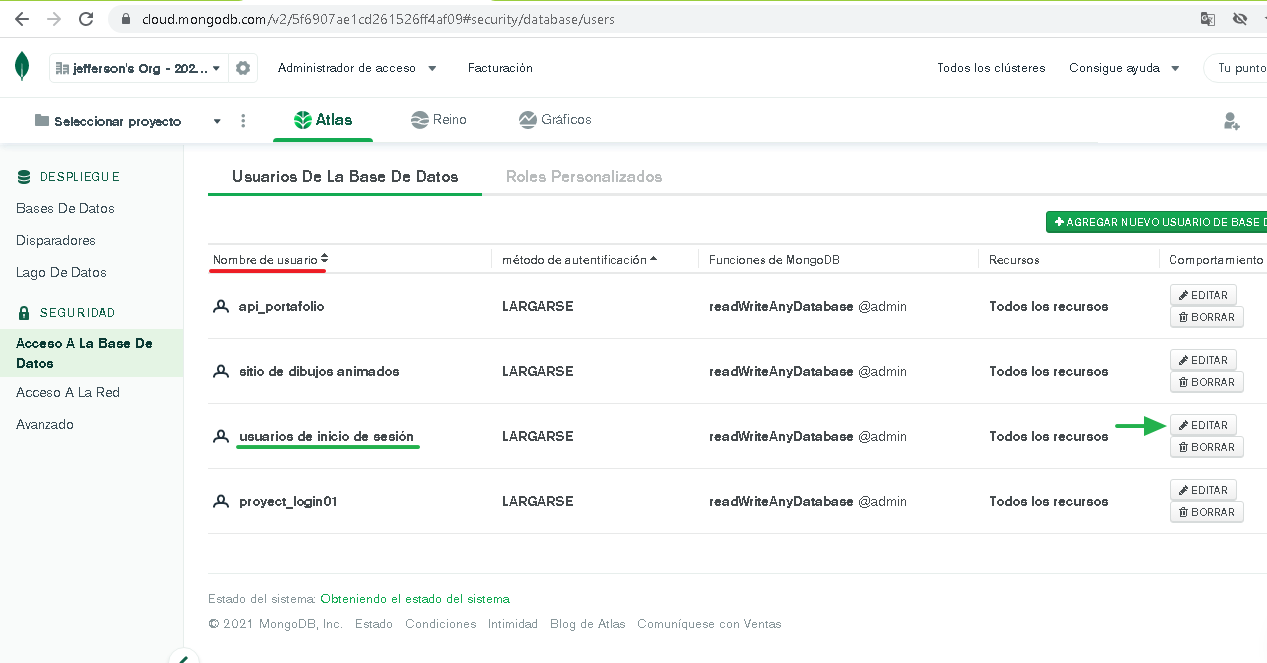 cloud.mongodb.com/v2/5f6907ae1cd261526ff4af09#security/database/users
jefferson's Org - 202...
Administrador de acceso
Facturación
Todos los clústeres
Consigue ayuda
Tu punto
Seleccionar proyecto
Atlas
Reino
Gráficos
DESPLIEGUE
Bases De Datos
Disparadores
Lago De Datos
SEGURIDAD
Acceso A La Base De
Datos
Acceso A La Red
Avanzado
Usuarios De La Base De Datos
Roles Personalizados
AGREGAR NUEVO USUARIO DE BASE D
Nombre de usuario
método de autentificación
Funciones de MongoDB
Recursos
Comportamiento
api_portafolio
LARGARSE
readWriteAnyDatabase @admin
Todos los recursos
EDITAR
BORRAR
sitio de dibujos animados
LARGARSE
readWriteAnyDatabase @admin
Todos los recursos
EDITAR
BORRAR
usuarios de inicio de sesión
LARGARSE
readWriteAnyDatabase @admin
Todos los recursos
EDITAR
BORRAR
proyect_login01
LARGARSE
readWriteAnyDatabase @admin
Todos los recursos
EDITAR
BORRAR
Estado del sistema: Obteniendo el estado del sistema
© 2021 MongoDB, Inc. Estado Condiciones Intimidad Blog de Atlas Comuníquese con Ventas